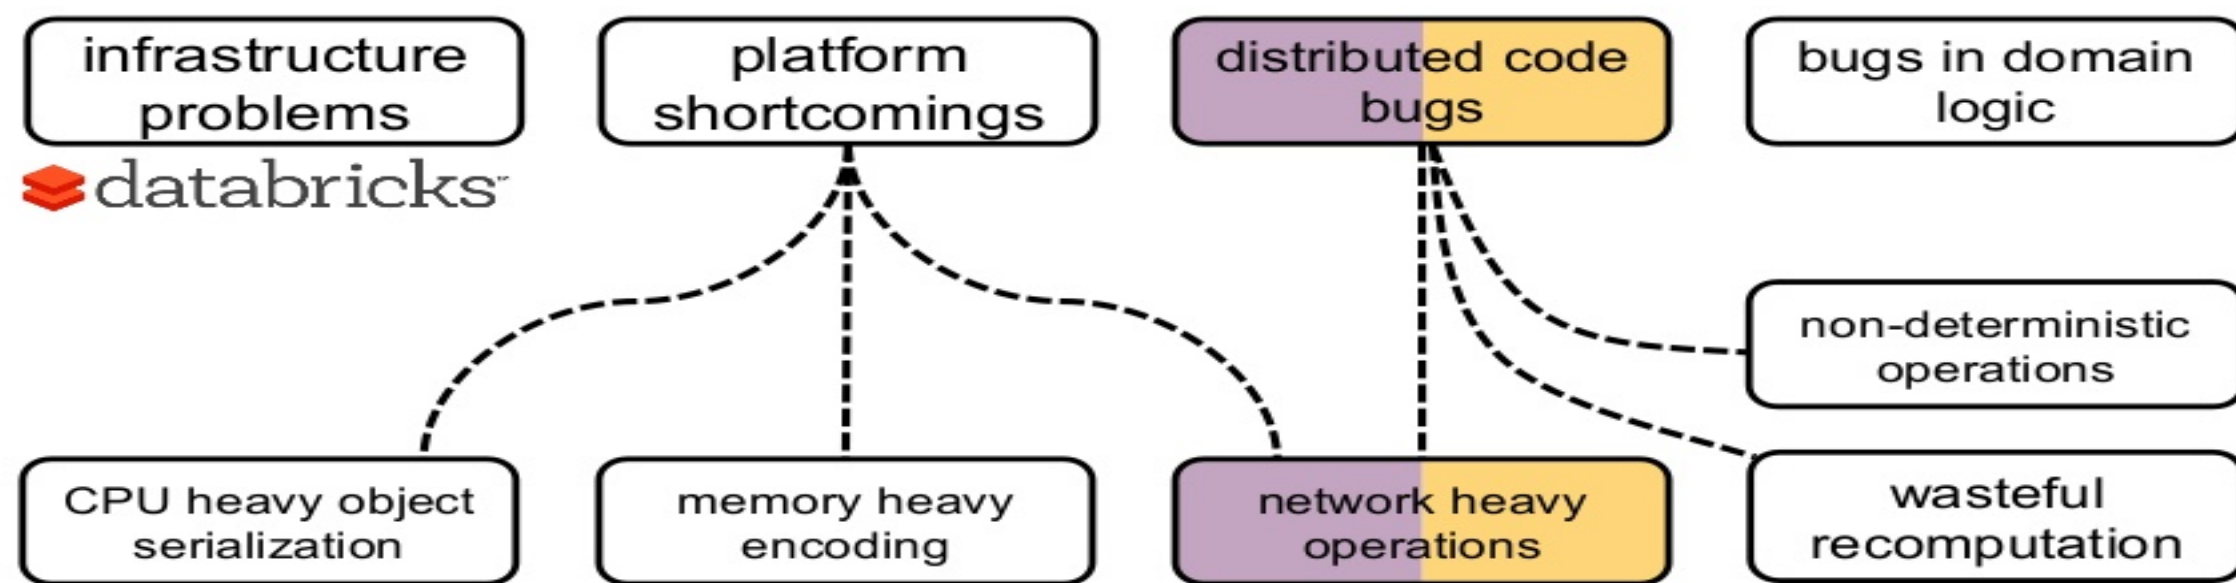 infrastructure
problems
platform
shortcomings
distributed code
bugs
bugs in domain
logic
databricks
non-deterministic
operations
CPU heavy object
serialization
memory heavy
encoding
network heavy
operations
wasteful
recomputation